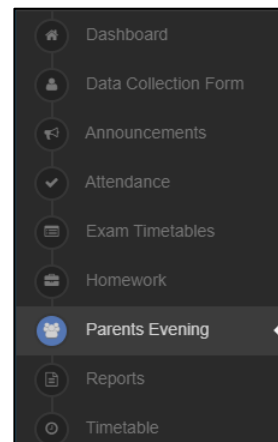 Dashboard
Data Collection Form
Announcements
Attendance
Exam Timetables
Homework
Parents Evening
Reports
Timetable